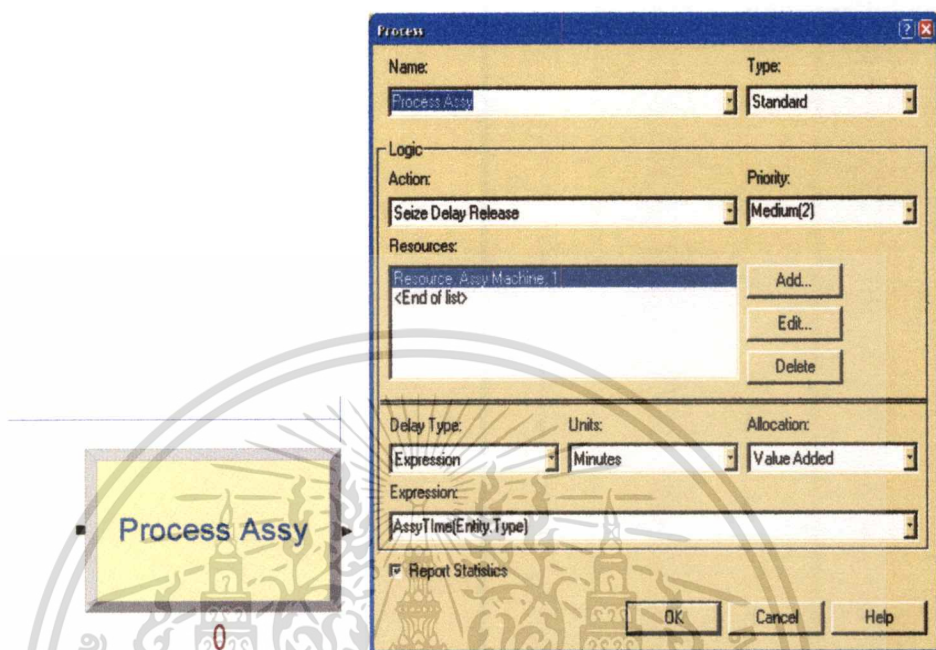 Process
Name: Type:
Process Assy Standard
Logic
Action: Priority:
Seize Delay Release Medium(2)
Resources:
Resource, Assy Machine, 1
<End of list>
Add...
Edit...
Delete
Delay Type: Units: Allocation:
Expression Minutes Value Added
Expression:
AssyTIme(Entity.Type)
Report Statistics
OK Cancel Help
Process Assy
0